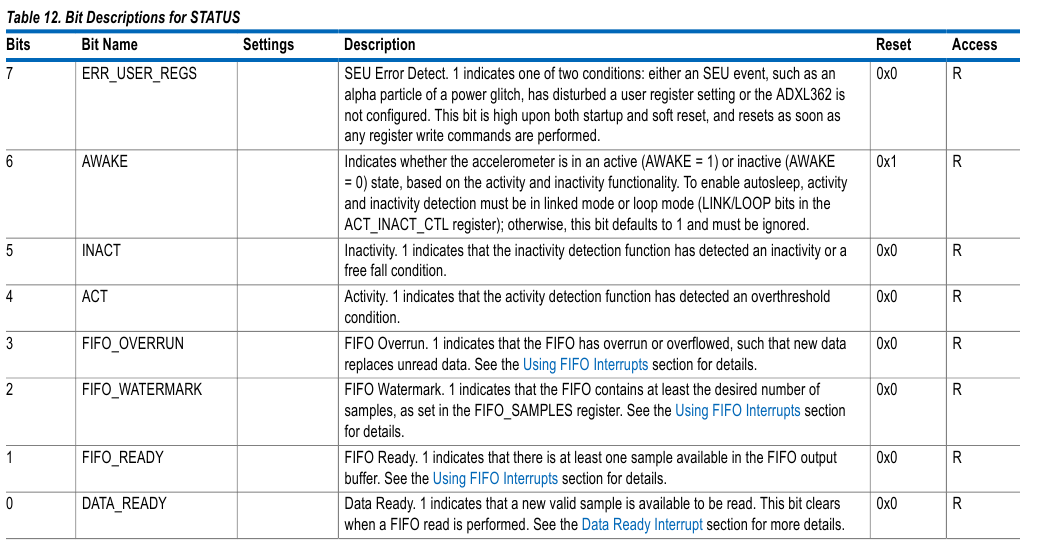 Table 12. Bit Descriptions for STATUS
Bits Bit Name Settings Description Reset Access
7 ERR_USER_REGS SEU Error Detect. 1 indicates one of two conditions: either an SEU event, such as an 0x0 R
alpha particle of a power glitch, has disturbed a user register setting or the ADXL362 is
not configured. This bit is high upon both startup and soft reset, and resets as soon as
any register write commands are performed.
6 AWAKE Indicates whether the accelerometer is in an active (AWAKE = 1) or inactive (AWAKE 0x1 R
= 0) state, based on the activity and inactivity functionality. To enable autosleep, activity
and inactivity detection must be in linked mode or loop mode (LINK/LOOP bits in the
ACT_INACT_CTL register); otherwise, this bit defaults to 1 and must be ignored.
5 INACT Inactivity. 1 indicates that the inactivity detection function has detected an inactivity or a 0x0 R
free fall condition.
4 ACT Activity. 1 indicates that the activity detection function has detected an overthreshold 0x0 R
condition.
3 FIFO_OVERRUN FIFO Overrun. 1 indicates that the FIFO has overrun or overflowed, such that new data 0x0 R
replaces unread data. See the Using FIFO Interrupts section for details.
2 FIFO_WATERMARK FIFO Watermark. 1 indicates that the FIFO contains at least the desired number of 0x0 R
samples, as set in the FIFO_SAMPLES register. See the Using FIFO Interrupts section
for details.
1 FIFO_READY FIFO Ready. 1 indicates that there is at least one sample available in the FIFO output 0x0 R
buffer. See the Using FIFO Interrupts section for details.
0 DATA_READY Data Ready. 1 indicates that a new valid sample is available to be read. This bit clears 0x0 R
when a FIFO read is performed. See the Data Ready Interrupt section for more details.